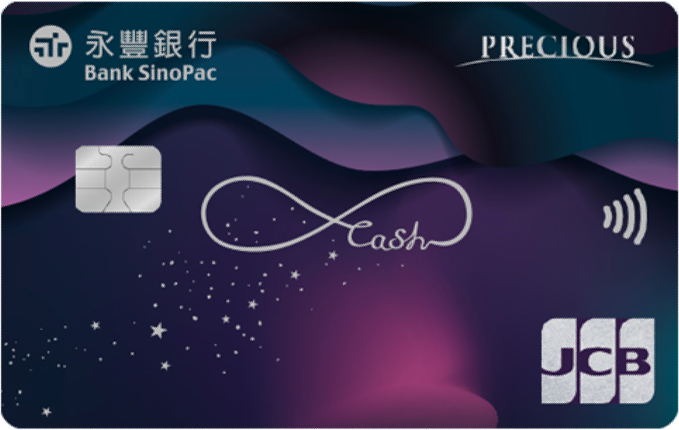 永豐銀行
Bank SinoPac
PRECIOUS
Cash
JCB